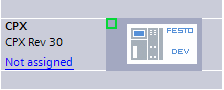 CPX
CPX Rev 30
Not assigned
FESTO
DEV